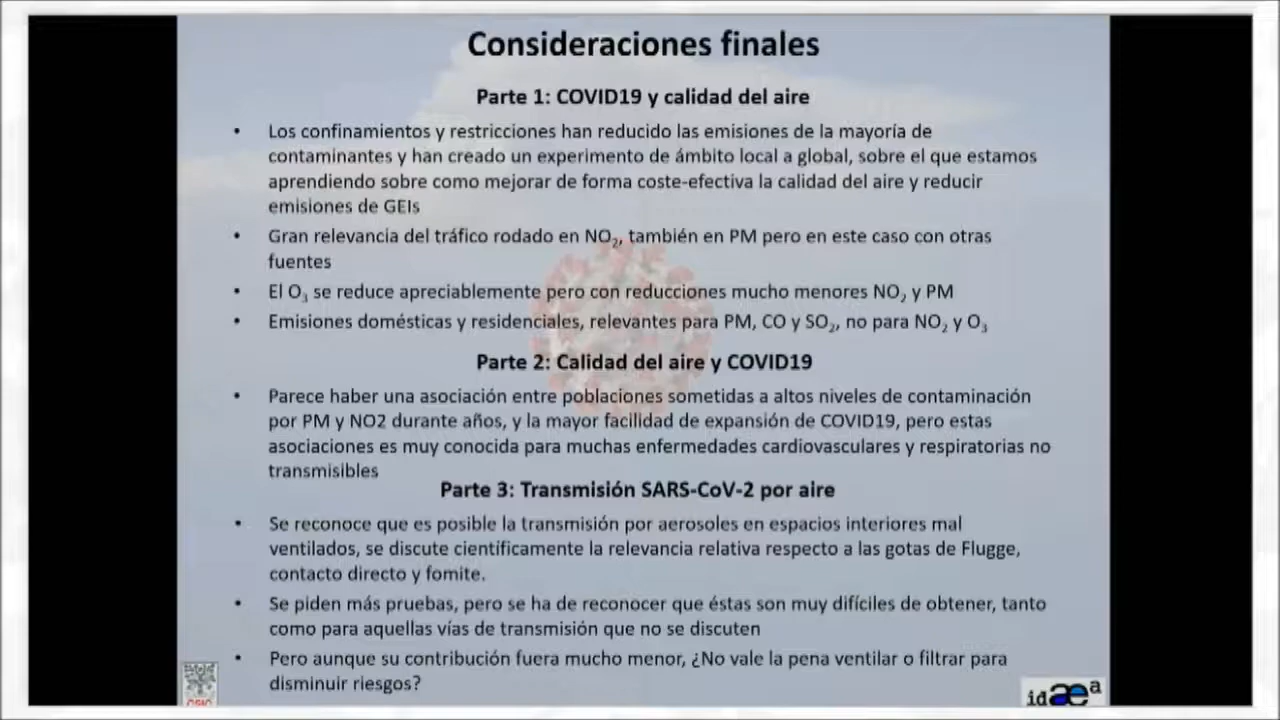 Consideraciones finales
Parte 1: COVID19 y calidad del aire
• Los confinamientos y restricciones han reducido las emisiones de la mayoría de
contaminantes y han creado un experimento de ámbito local a global, sobre el que estamos
aprendiendo sobre como mejorar de forma coste-efectiva la calidad del aire y reducir
emisiones de GEIs
• Gran relevancia del tráfico rodado en NO₂, también en PM pero en este caso con otras
fuentes
• El O₃ se reduce apreciablemente pero con reducciones mucho menores NO₂ y PM
• Emisiones domésticas y residenciales, relevantes para PM, CO y SO₂, no para NO₂ y O₃
Parte 2: Calidad del aire y COVID19
• Parece haber una asociación entre poblaciones sometidas a altos niveles de contaminación
por PM y NO2 durante años, y la mayor facilidad de expansión de COVID19, pero estas
asociaciones es muy conocida para muchas enfermedades cardiovasculares y respiratorias no
transmisibles
Parte 3: Transmisión SARS-CoV-2 por aire
• Se reconoce que es posible la transmisión por aerosoles en espacios interiores mal
ventilados, se discute científicamente la relevancia relativa respecto a las gotas de Flugge,
contacto directo y fomite.
• Se piden más pruebas, pero se ha de reconocer que éstas son muy difíciles de obtener, tanto
como para aquellas vías de transmisión que no se discuten
• Pero aunque su contribución fuera mucho menor, ¿No vale la pena ventilar o filtrar para
disminuir riesgos?
CSIC
idæa